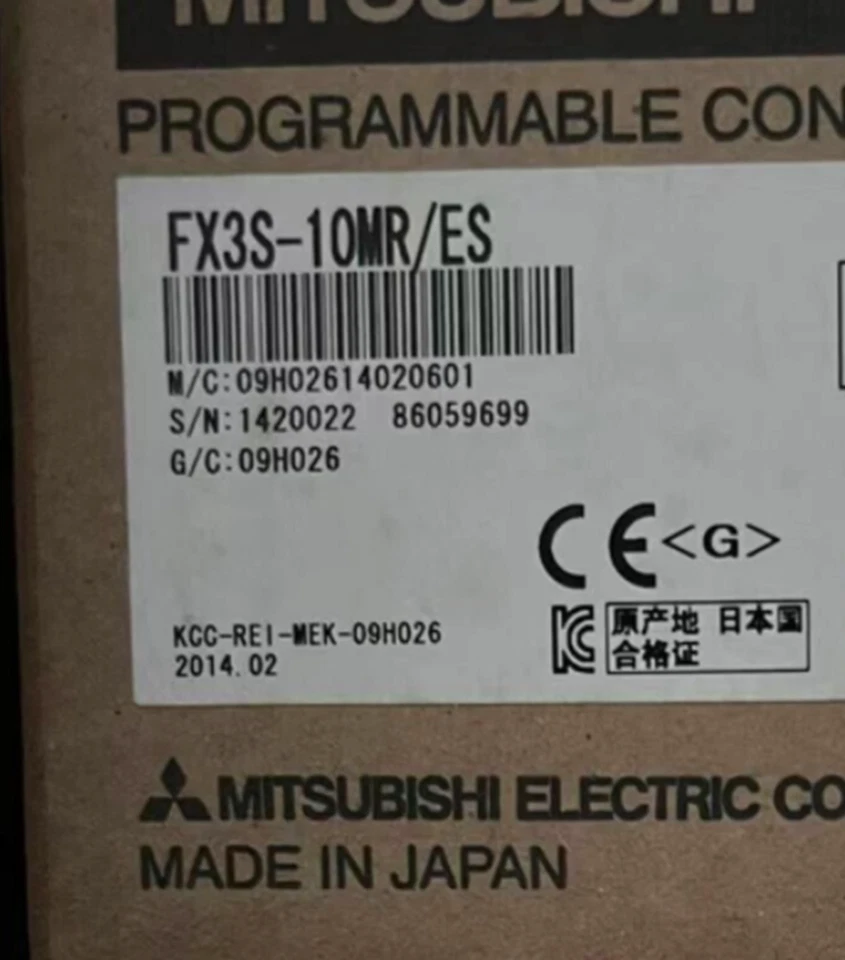 MITSUBISHI
PROGRAMMABLE CON
FX3S-10MR/ES
M/C:09H02614020601
S/N:1420022 86059699
G/C:09H026
CE<G>
KCC-REI-MEK-09H026
2014.02
原产地 日本国
合格证
MITSUBISHI ELECTRIC CO
MADE IN JAPAN